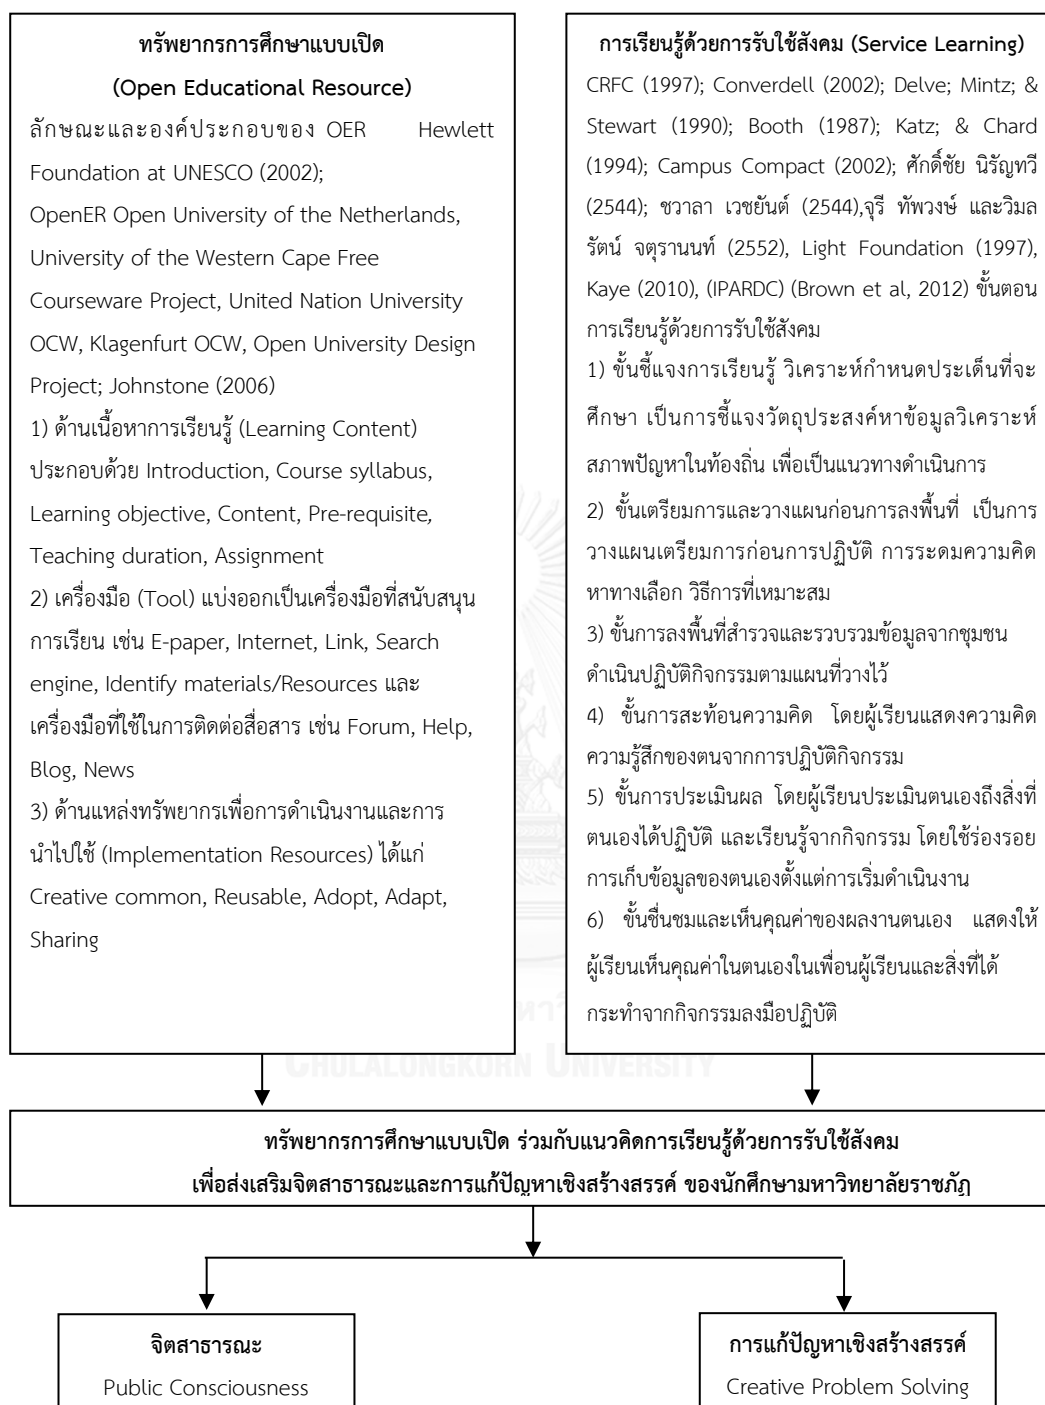 ทรัพยากรการศึกษาแบบเปิด
(Open Educational Resource)
ลักษณะและองค์ประกอบของ OER Hewlett
Foundation at UNESCO (2002);
OpenER Open University of the Netherlands,
University of the Western Cape Free
Courseware Project, United Nation University
OCW, Klagenfurt OCW, Open University Design
Project; Johnstone (2006)
1) ด้านเนื้อหาการเรียนรู้ (Learning Content)
ประกอบด้วย Introduction, Course syllabus,
Learning objective, Content, Pre-requisite,
Teaching duration, Assignment
2) เครื่องมือ (Tool) แบ่งออกเป็นเครื่องมือที่สนับสนุน
การเรียน เช่น E-paper, Internet, Link, Search
engine, Identify materials/Resources และ
เครื่องมือที่ใช้ในการติดต่อสื่อสาร เช่น Forum, Help,
Blog, News
3) ด้านแหล่งทรัพยากรเพื่อการดำเนินงานและการ
นำไปใช้ (Implementation Resources) ได้แก่
Creative common, Reusable, Adopt, Adapt,
Sharing
การเรียนรู้ด้วยการรับใช้สังคม (Service Learning)
CRFC (1997); Converdell (2002); Delve; Mintz; &
Stewart (1990); Booth (1987); Katz; & Chard
(1994); Campus Compact (2002); ศักดิ์ชัย นิรัญทวี
(2544); ชวาลา เวชยันต์ (2544),จุรี ทัพวงษ์ และวิมล
รัตน์ จตุรานนท์ (2552), Light Foundation (1997),
Kaye (2010), (IPARDC) (Brown et al, 2012) ขั้นตอน
การเรียนรู้ด้วยการรับใช้สังคม
1) ขั้นชี้แจงการเรียนรู้ วิเคราะห์กำหนดประเด็นที่จะ
ศึกษา เป็นการชี้แจงวัตถุประสงค์หาข้อมูลวิเคราะห์
สภาพปัญหาในท้องถิ่น เพื่อเป็นแนวทางดำเนินการ
2) ขั้นเตรียมการและวางแผนก่อนการลงพื้นที่ เป็นการ
วางแผนเตรียมการก่อนการปฏิบัติ การระดมความคิด
หาทางเลือก วิธีการที่เหมาะสม
3) ขั้นการลงพื้นที่สำรวจและรวบรวมข้อมูลจากชุมชน
ดำเนินปฏิบัติกิจกรรมตามแผนที่วางไว้
4) ขั้นการสะท้อนความคิด โดยผู้เรียนแสดงความคิด
ความรู้สึกของตนจากการปฏิบัติกิจกรรม
5) ขั้นการประเมินผล โดยผู้เรียนประเมินตนเองถึงสิ่งที่
ตนเองได้ปฏิบัติ และเรียนรู้จากกิจกรรม โดยใช้ร่องรอย
การเก็บข้อมูลของตนเองตั้งแต่การเริ่มดำเนินงาน
6) ขั้นชื่นชมและเห็นคุณค่าของผลงานตนเอง แสดงให้
ผู้เรียนเห็นคุณค่าในตนเองในเพื่อนผู้เรียนและสิ่งที่ได้
กระทำจากกิจกรรมลงมือปฏิบัติ
CHULALONGKORN UNIVERSITY
ทรัพยากรการศึกษาแบบเปิด ร่วมกับแนวคิดการเรียนรู้ด้วยการรับใช้สังคม
เพื่อส่งเสริมจิตสาธารณะและการแก้ปัญหาเชิงสร้างสรรค์ ของนักศึกษามหาวิทยาลัยราชภัฏ
จิตสาธารณะ
Public Consciousness
การแก้ปัญหาเชิงสร้างสรรค์
Creative Problem Solving